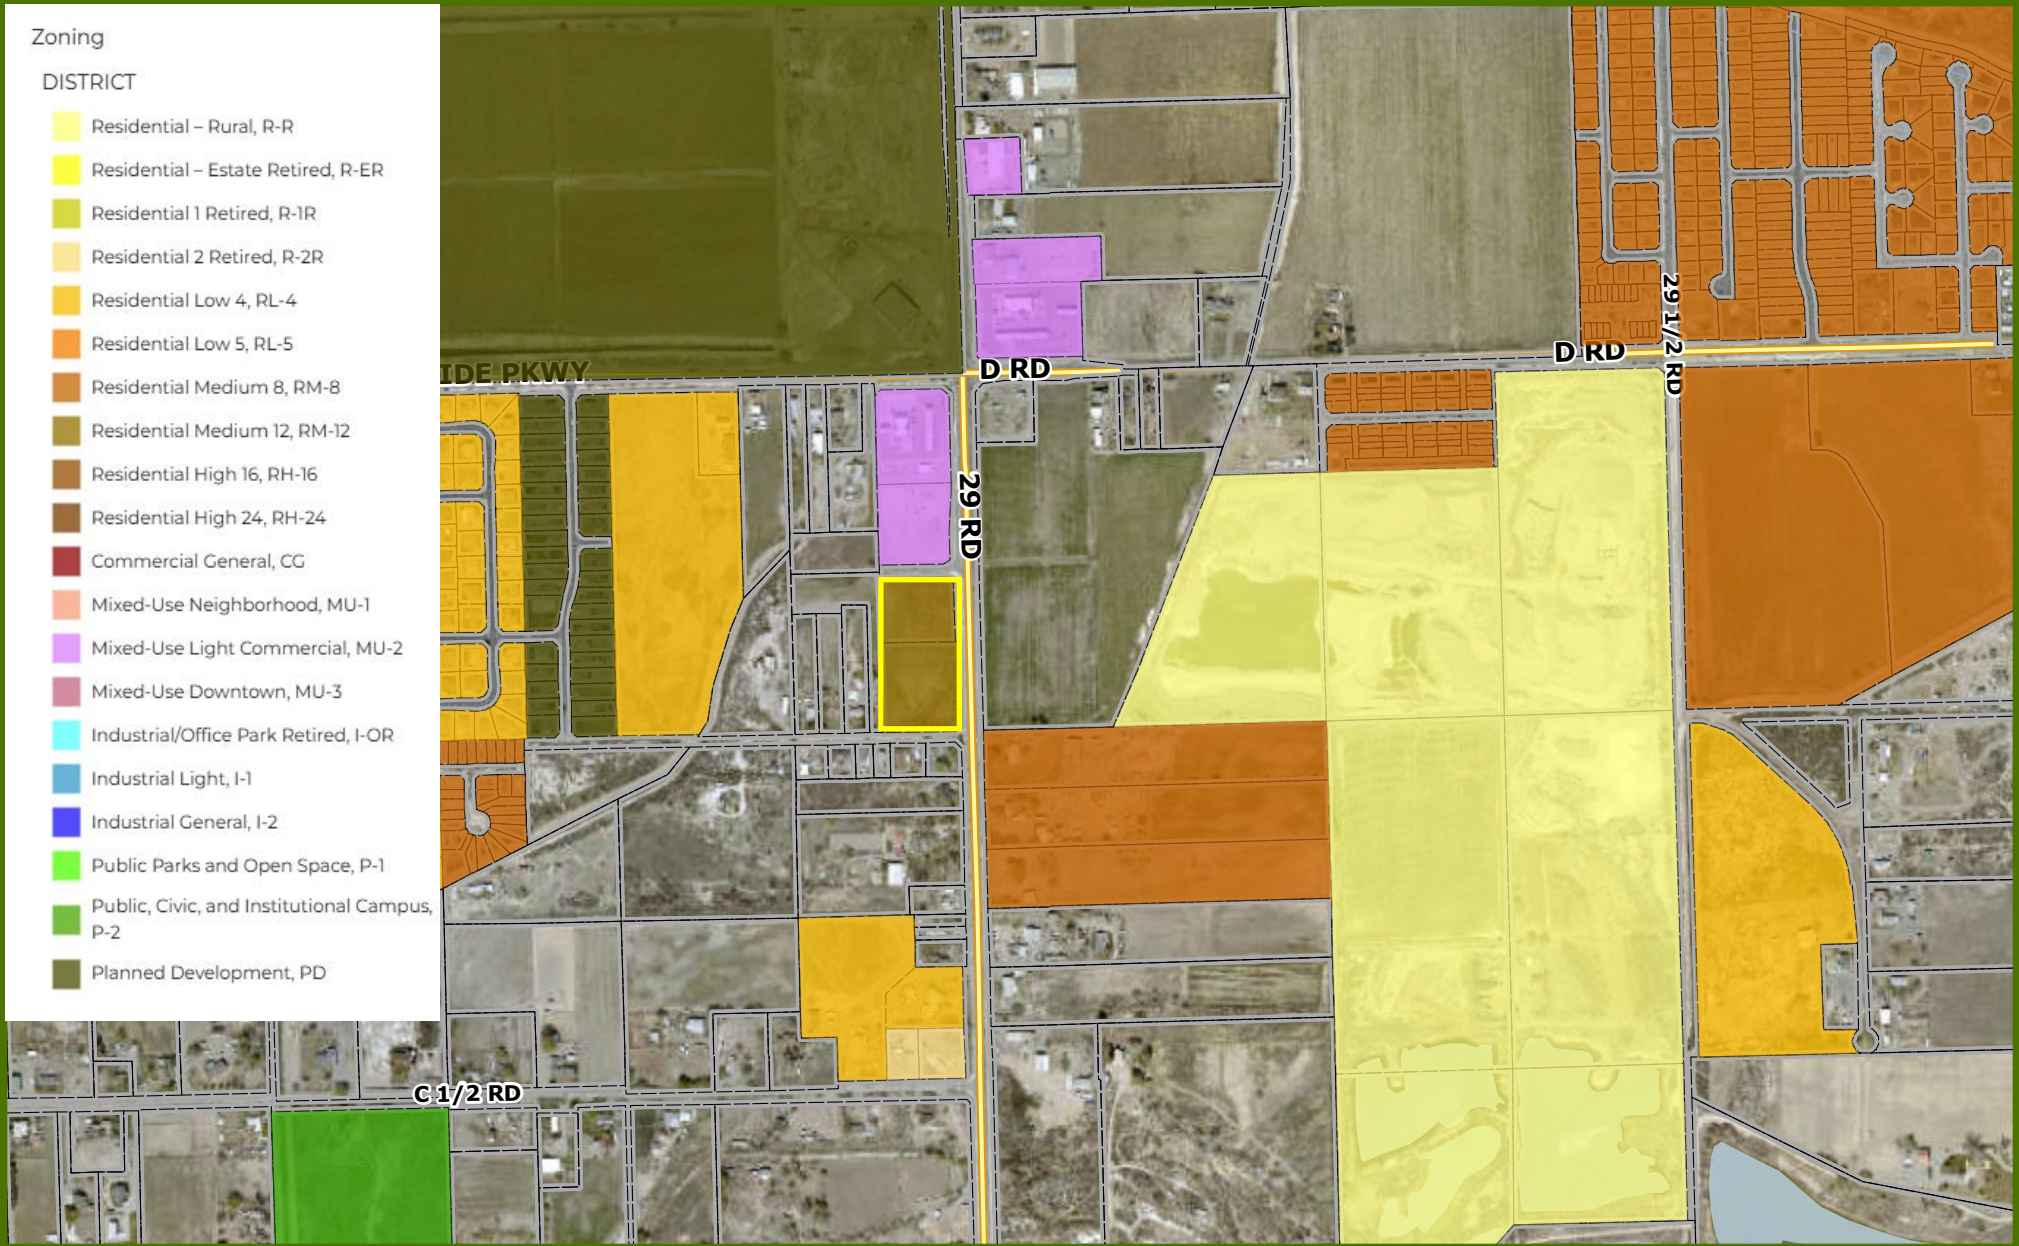 Zoning
DISTRICT
Residential – Rural, R-R
Residential – Estate Retired, R-ER
Residential 1 Retired, R-1R
Residential 2 Retired, R-2R
Residential Low 4, RL-4
Residential Low 5, RL-5
Residential Medium 8, RM-8
Residential Medium 12, RM-12
Residential High 16, RH-16
Residential High 24, RH-24
Commercial General, CG
Mixed-Use Neighborhood, MU-1
Mixed-Use Light Commercial, MU-2
Mixed-Use Downtown, MU-3
Industrial/Office Park Retired, I-OR
Industrial Light, I-1
Industrial General, I-2
Public Parks and Open Space, P-1
Public, Civic, and Institutional Campus,
P-2
Planned Development, PD
IDE PKWY
D RD
D RD
29 1/2 RD
29 RD
C 1/2 RD